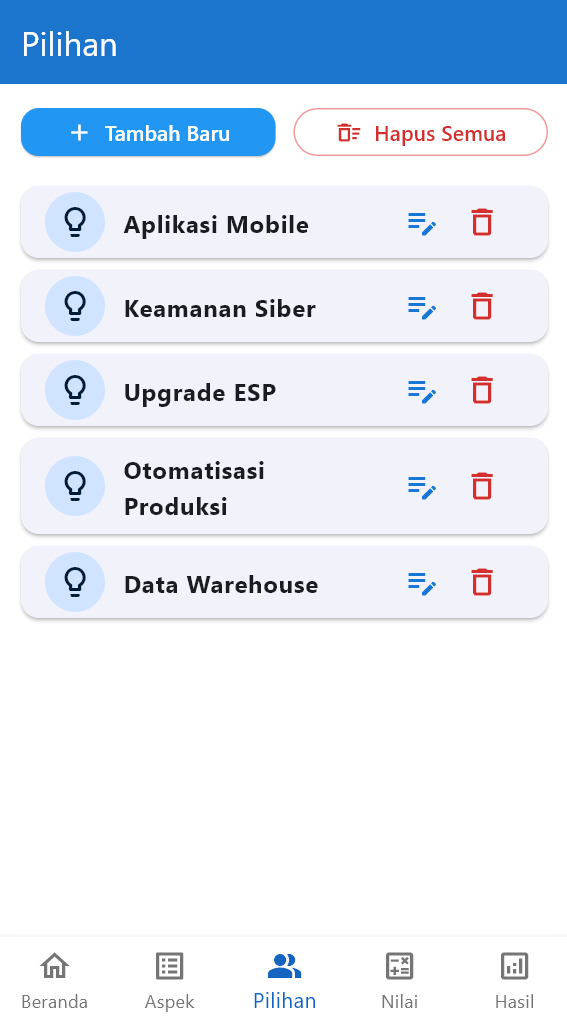 Pilihan
Tambah Baru
Hapus Semua
Aplikasi Mobile
Keamanan Siber
Upgrade ESP
Otomatisasi
Produksi
Data Warehouse
Beranda
Aspek
Pilihan
Nilai
Hasil